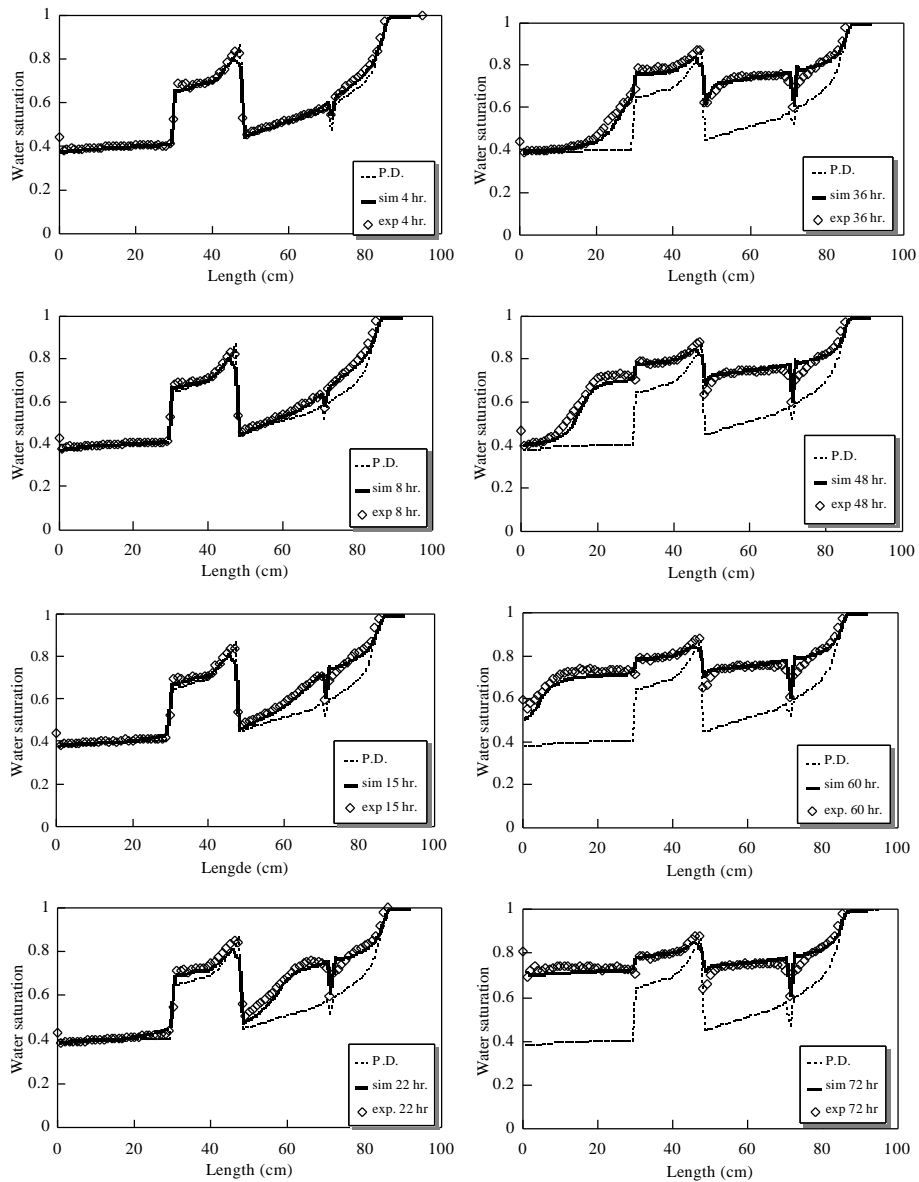 1
0.8
0.6
0.4
0.2
0
Water saturation
0 20 40 60 80 100
Length (cm)
P.D.
sim 4 hr.
exp 4 hr.
1
0.8
0.6
0.4
0.2
0
Water saturation
0 20 40 60 80 100
Length (cm)
P.D.
sim 36 hr.
exp 36 hr.
1
0.8
0.6
0.4
0.2
0
Water saturation
0 20 40 60 80 100
Length (cm)
P.D.
sim 8 hr.
exp 8 hr.
1
0.8
0.6
0.4
0.2
0
Water saturation
0 20 40 60 80 100
Length (cm)
P.D.
sim 48 hr.
exp 48 hr.
1
0.8
0.6
0.4
0.2
0
Water saturation
0 20 40 60 80 100
Lengde (cm)
P.D.
sim 15 hr.
exp 15 hr.
1
0.8
0.6
0.4
0.2
0
Water saturation
0 20 40 60 80 100
Length (cm)
P.D.
sim 60 hr.
exp. 60 hr.
1
0.8
0.6
0.4
0.2
0
Water saturation
0 20 40 60 80 100
Length (cm)
P.D.
sim 22 hr.
exp. 22 hr
1
0.8
0.6
0.4
0.2
0
Water saturation
0 20 40 60 80 100
Length (cm)
P.D.
sim 72 hr
exp 72 hr